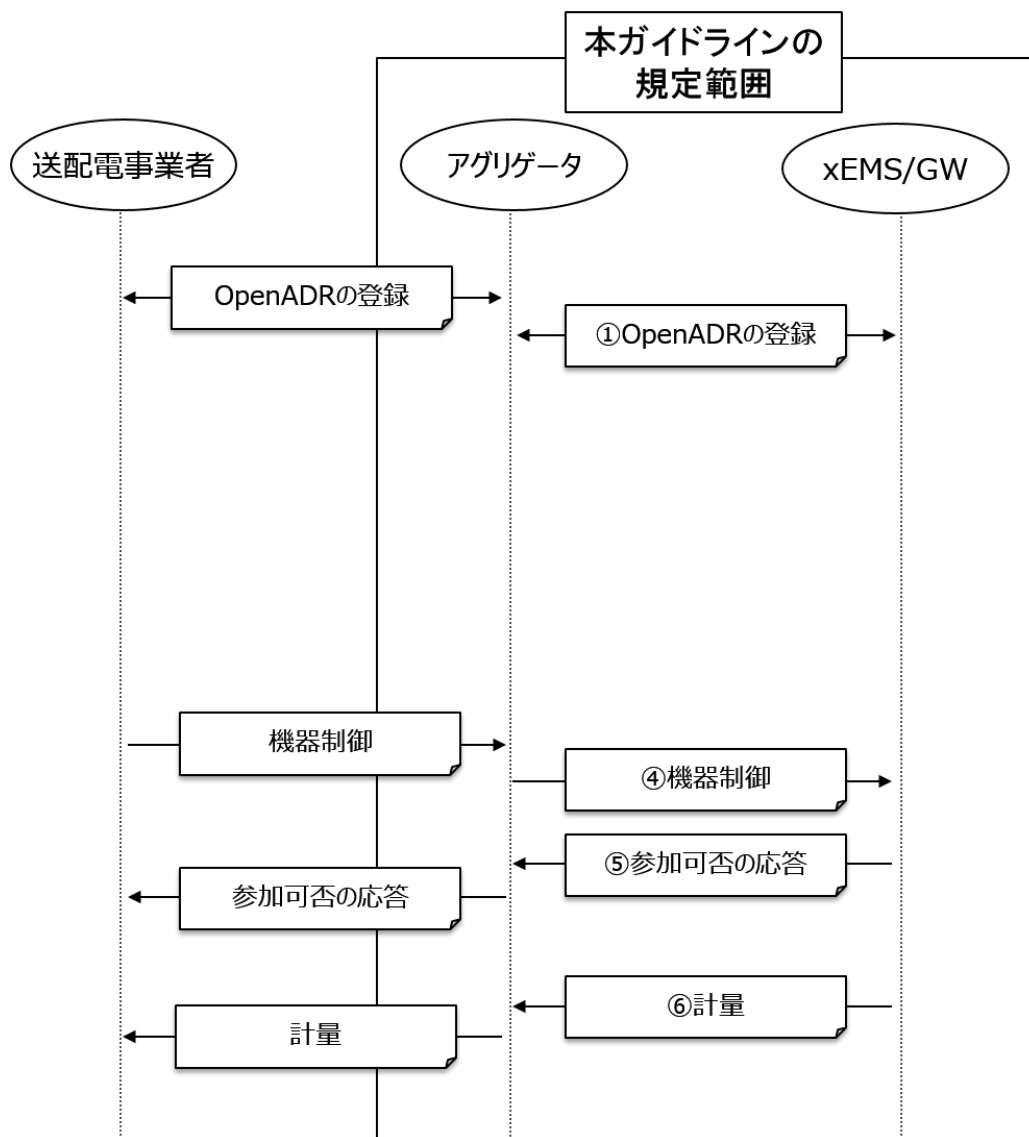 本ガイドラインの
規定範囲
送配電事業者
アグリゲータ
xEMS/GW
OpenADRの登録
①OpenADRの登録
機器制御
④機器制御
⑤参加可否の応答
参加可否の応答
⑥計量
計量